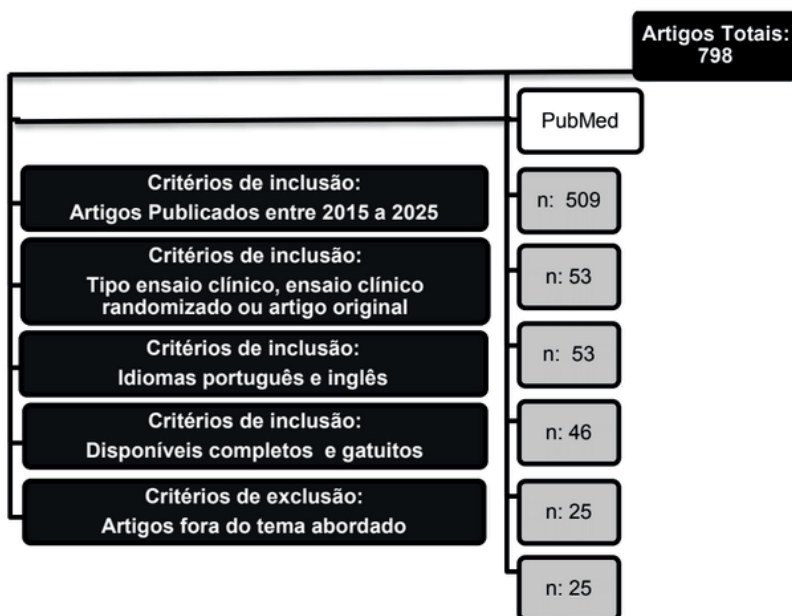 Artigos Totais:
798
PubMed
Critérios de inclusão:
Artigos Publicados entre 2015 a 2025
n: 509
Critérios de inclusão:
Tipo ensaio clínico, ensaio clínico
randomizado ou artigo original
n: 53
Critérios de inclusão:
Idiomas português e inglês
n: 53
Critérios de inclusão:
Disponíveis completos e gatuitos
n: 46
Critérios de exclusão:
Artigos fora do tema abordado
n: 25
n: 25